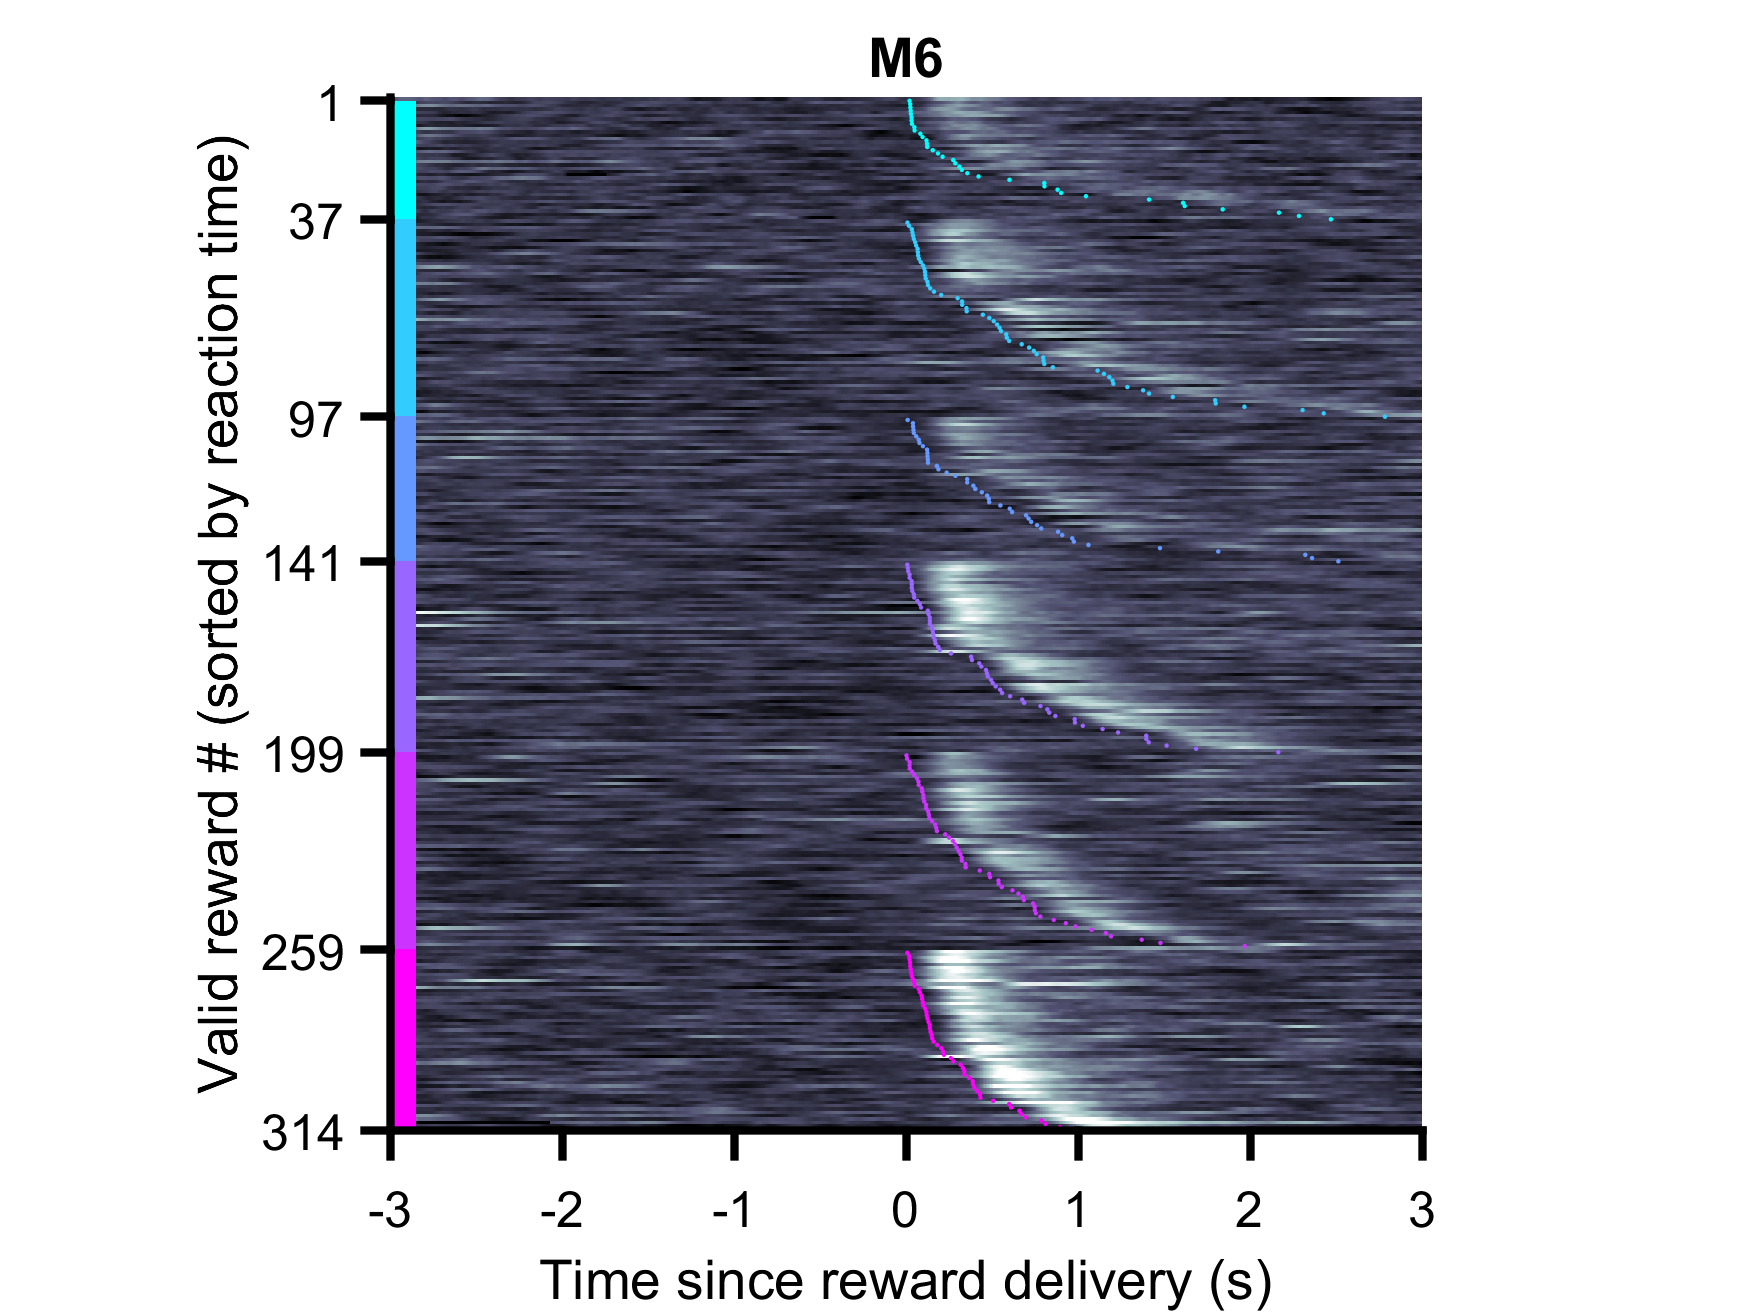 M6
Valid reward # (sorted by reaction time)
1
37
97
141
199
259
314
-3 -2 -1 0 1 2 3
Time since reward delivery (s)